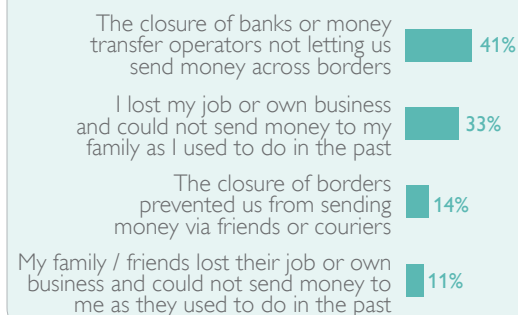 The closure of banks or money
transfer operators not letting us
send money across borders
41%
I lost my job or own business
and could not send money to my
family as I used to do in the past
33%
The closure of borders
prevented us from sending
money via friends or couriers
14%
My family / friends lost their job or own
business and could not send money to
me as they used to do in the past
11%